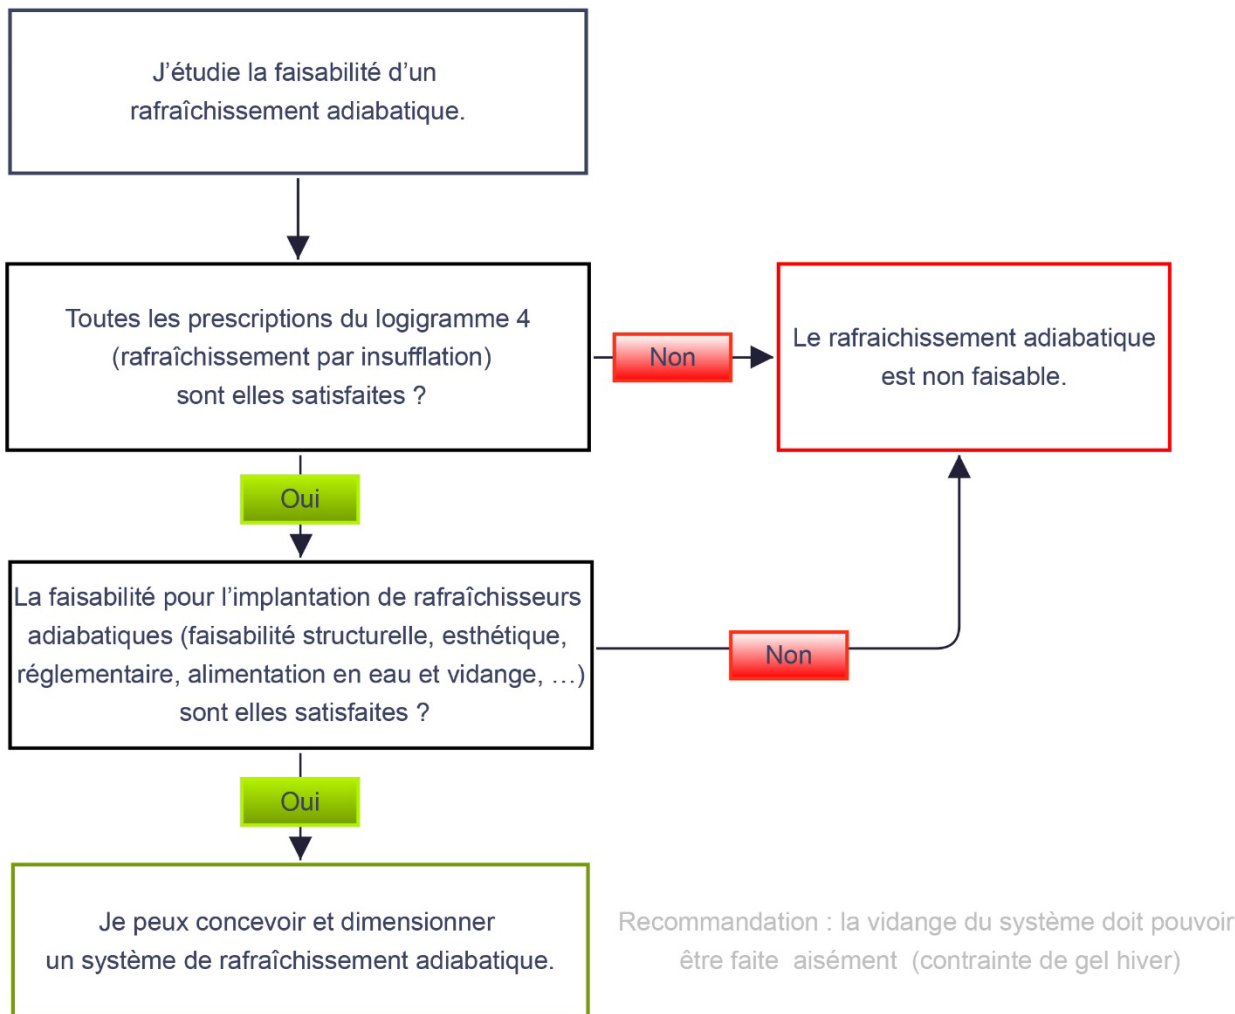 J'étudie la faisabilité d'un
rafraîchissement adiabatique.
Toutes les prescriptions du logigramme 4
(rafraîchissement par insufflation)
sont elles satisfaites ?
Non
Le rafraichissement adiabatique
est non faisable.
Oui
La faisabilité pour l'implantation de rafraîchisseurs
adiabatiques (faisabilité structurelle, esthétique,
réglementaire, alimentation en eau et vidange, ...)
sont elles satisfaites ?
Non
Oui
Je peux concevoir et dimensionner
un système de rafraîchissement adiabatique.
Recommandation : la vidange du système doit pouvoir
être faite aisément (contrainte de gel hiver)